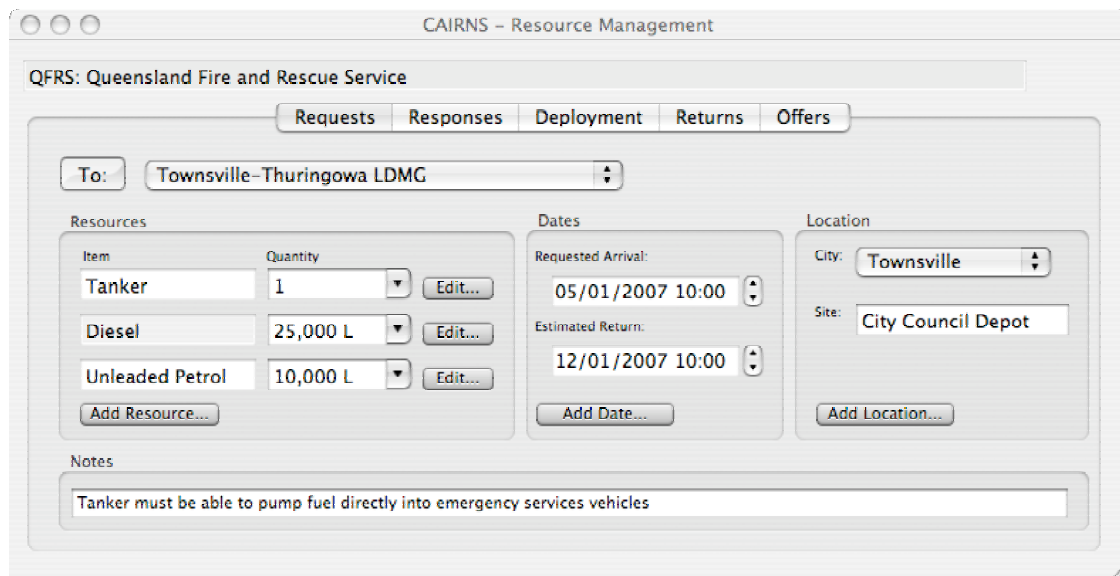 CAIRNS – Resource Management
QFRS: Queensland Fire and Rescue Service
Requests Responses Deployment Returns Offers
To: Townsville-Thuringowa LDMG
Resources
Item Quantity
Tanker 1 Edit...
Diesel 25,000 L Edit...
Unleaded Petrol 10,000 L Edit...
Add Resource...
Dates
Requested Arrival:
05/01/2007 10:00
Estimated Return:
12/01/2007 10:00
Add Date...
Location
City: Townsville
Site: City Council Depot
Add Location...
Notes
Tanker must be able to pump fuel directly into emergency services vehicles